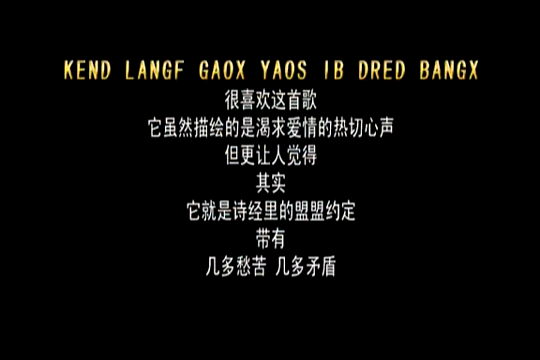 KEND LANGF GAOX YAOS IB DRED BANGX
很喜欢这首歌
它虽然描绘的是渴求爱情的热切心声
但更让人觉得
其实
它就是诗经里的盟盟约定
带有
几多愁苦 几多矛盾